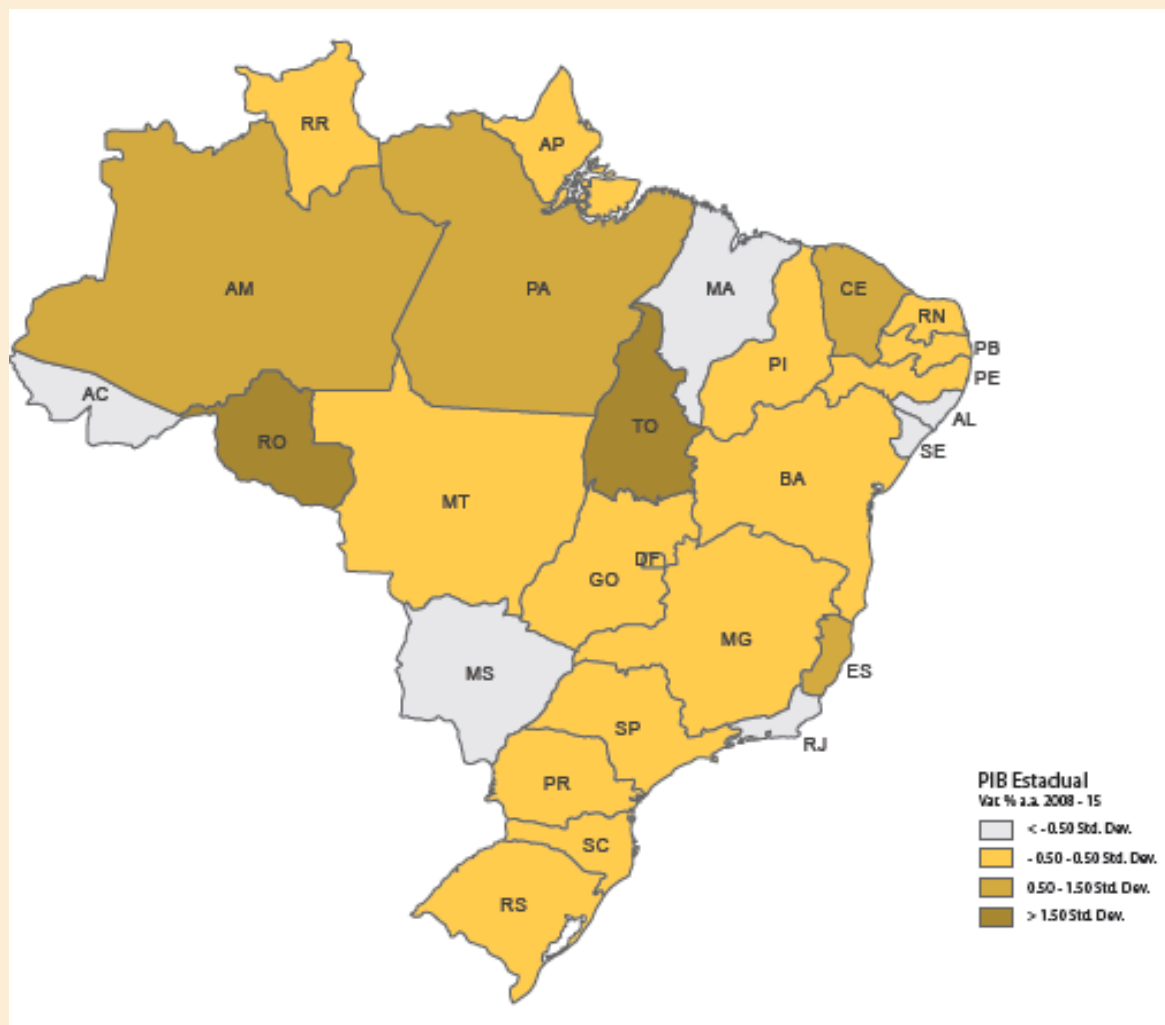 RR
AP
AM
PA
MA
CE
RN
PB
PI
PE
AC
AL
TO
RO
SE
BA
MT
DF
GO
MG
MS
ES
SP
RJ
PR
SC
RS
PIB Estadual
Var. % a.a. 2008 - 15
< -0.50 Std. Dev.
- 0.50 - 0.50 Std. Dev.
0.50 - 1.50 Std. Dev.
> 1.50 Std. Dev.